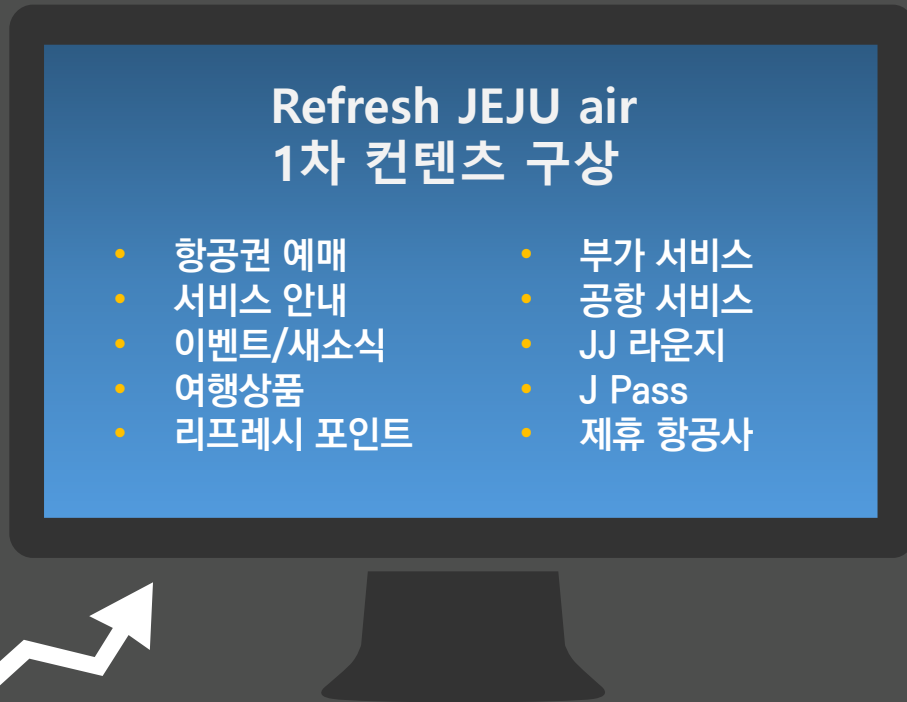 Refresh JEJU air
1차 컨텐츠 구상
• 항공권 예매
• 서비스 안내
• 이벤트/새소식
• 여행상품
• 리프레시 포인트
• 부가 서비스
• 공항 서비스
• JJ 라운지
• J Pass
• 제휴 항공사